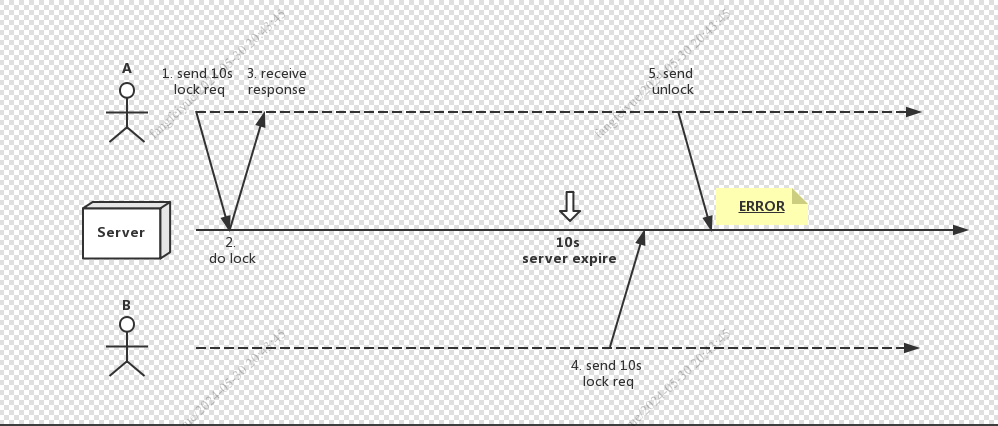 A
1. send 10s
lock req
3. receive
response
5. send
unlock
ERROR
Server
2.
do lock
10s
server expire
B
4. send 10s
lock req